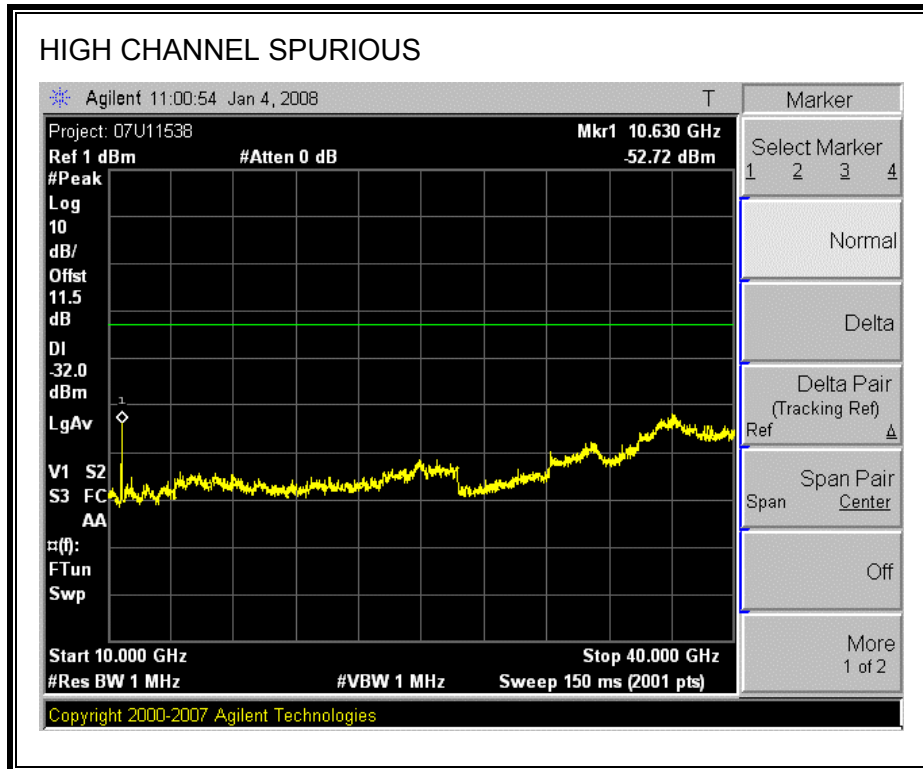 HIGH CHANNEL SPURIOUS
Agilent 11:00:54 Jan 4, 2008 T
Project: 07U11538 Mkr1 10.630 GHz
Ref 1 dBm #Atten 0 dB -52.72 dBm
#Peak
Log
10
dB/
Offst
11.5
dB
DI
-32.0
dBm
LgAv
V1 S2
S3 FC
AA
¤(f):
FTun
Swp
1
Start 10.000 GHz Stop 40.000 GHz
#Res BW 1 MHz #VBW 1 MHz Sweep 150 ms (2001 pts)
Copyright 2000-2007 Agilent Technologies
Marker
Select Marker
1 2 3 4
Normal
Delta
Delta Pair
(Tracking Ref)
Ref Δ
Span Pair
Span Center
Off
More
1 of 2